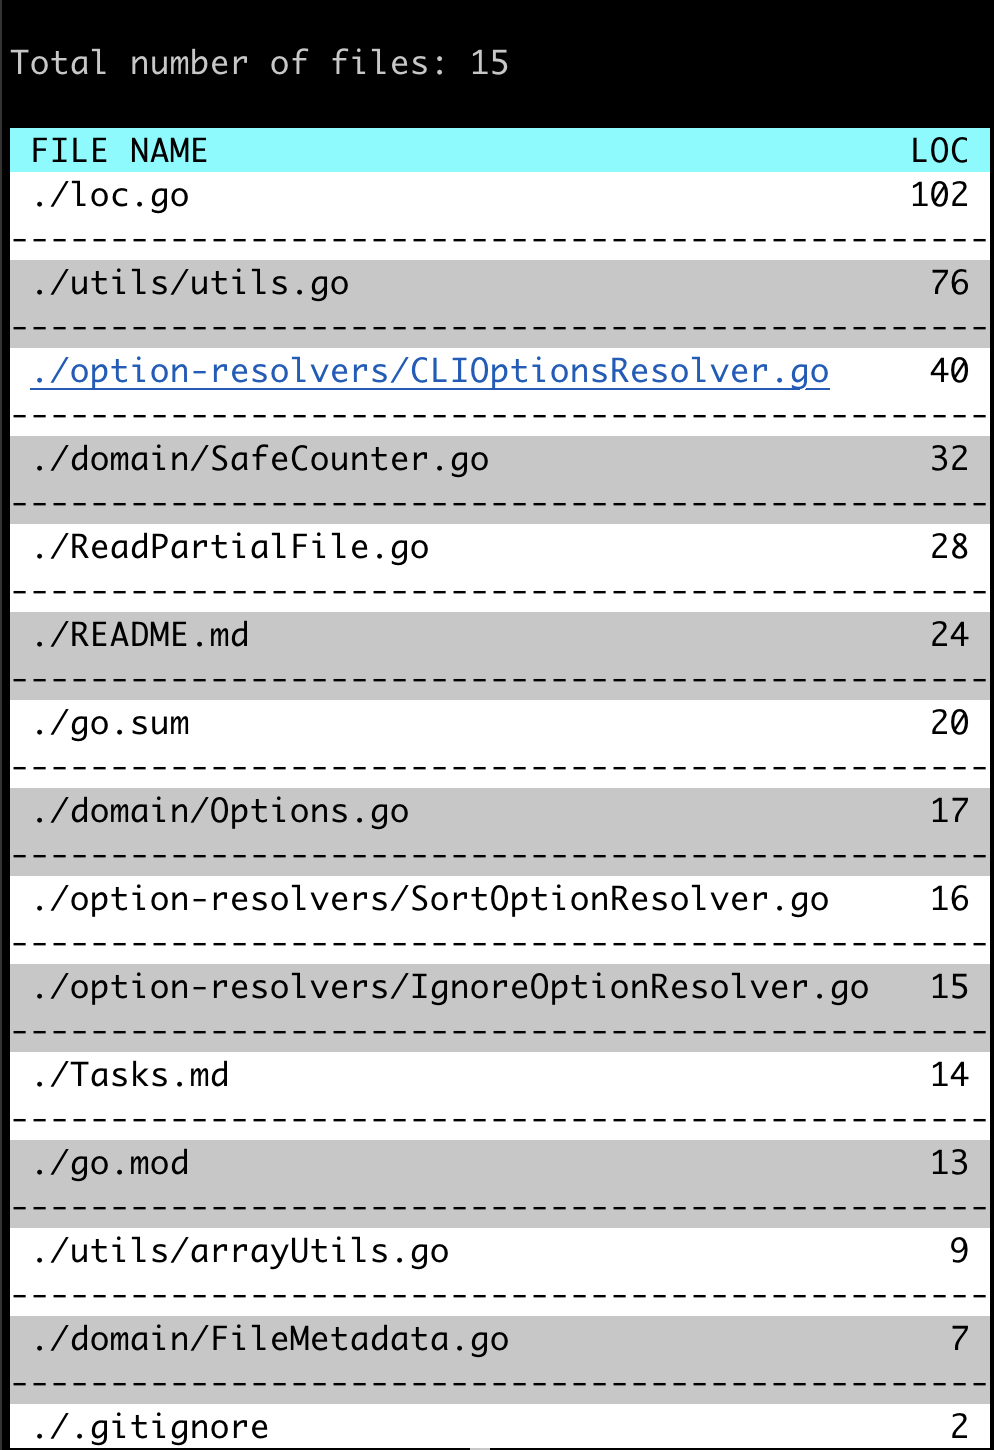 Total number of files: 15
FILE NAME LOC
./loc.go 102
-------------------------------------------------
./utils/utils.go 76
-------------------------------------------------
./option-resolvers/CLIOptionsResolver.go 40
-------------------------------------------------
./domain/SafeCounter.go 32
-------------------------------------------------
./ReadPartialFile.go 28
-------------------------------------------------
./README.md 24
-------------------------------------------------
./go.sum 20
-------------------------------------------------
./domain/Options.go 17
-------------------------------------------------
./option-resolvers/SortOptionResolver.go 16
-------------------------------------------------
./option-resolvers/IgnoreOptionResolver.go 15
-------------------------------------------------
./Tasks.md 14
-------------------------------------------------
./go.mod 13
-------------------------------------------------
./utils/arrayUtils.go 9
-------------------------------------------------
./domain/FileMetadata.go 7
-------------------------------------------------
./.gitignore 2